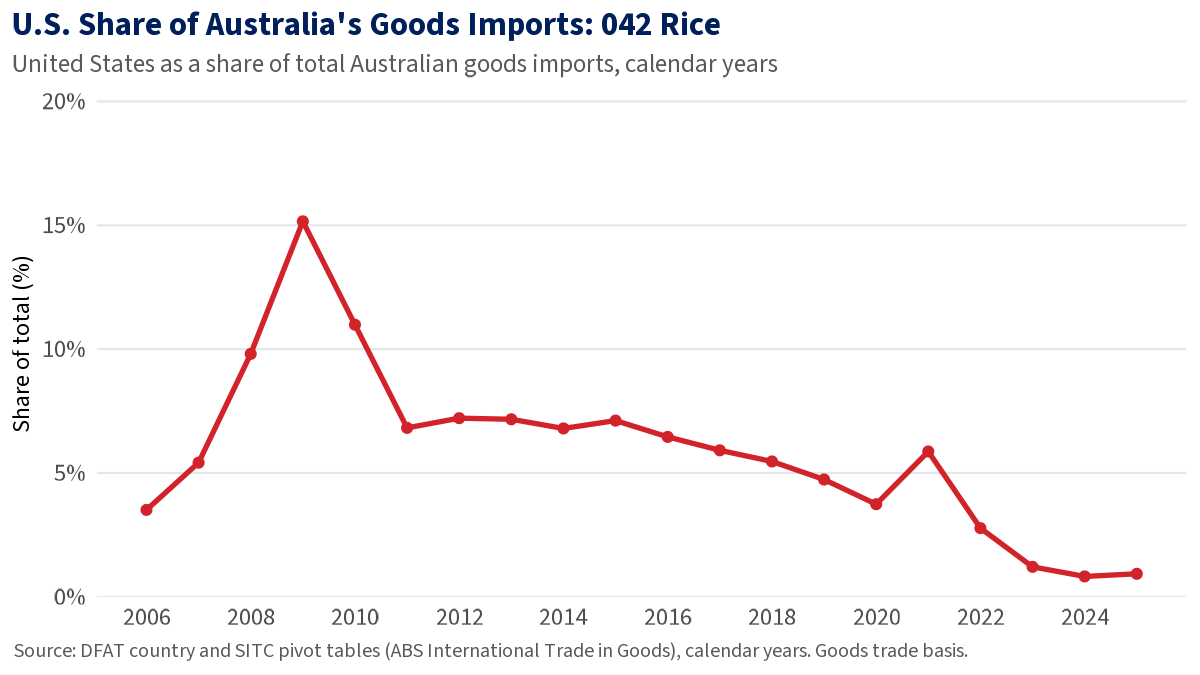 U.S. Share of Australia's Goods Imports: 042 Rice
United States as a share of total Australian goods imports, calendar years
20%
15%
10%
5%
0%
Share of total (%)
2006 2008 2010 2012 2014 2016 2018 2020 2022 2024
Source: DFAT country and SITC pivot tables (ABS International Trade in Goods), calendar years. Goods trade basis.